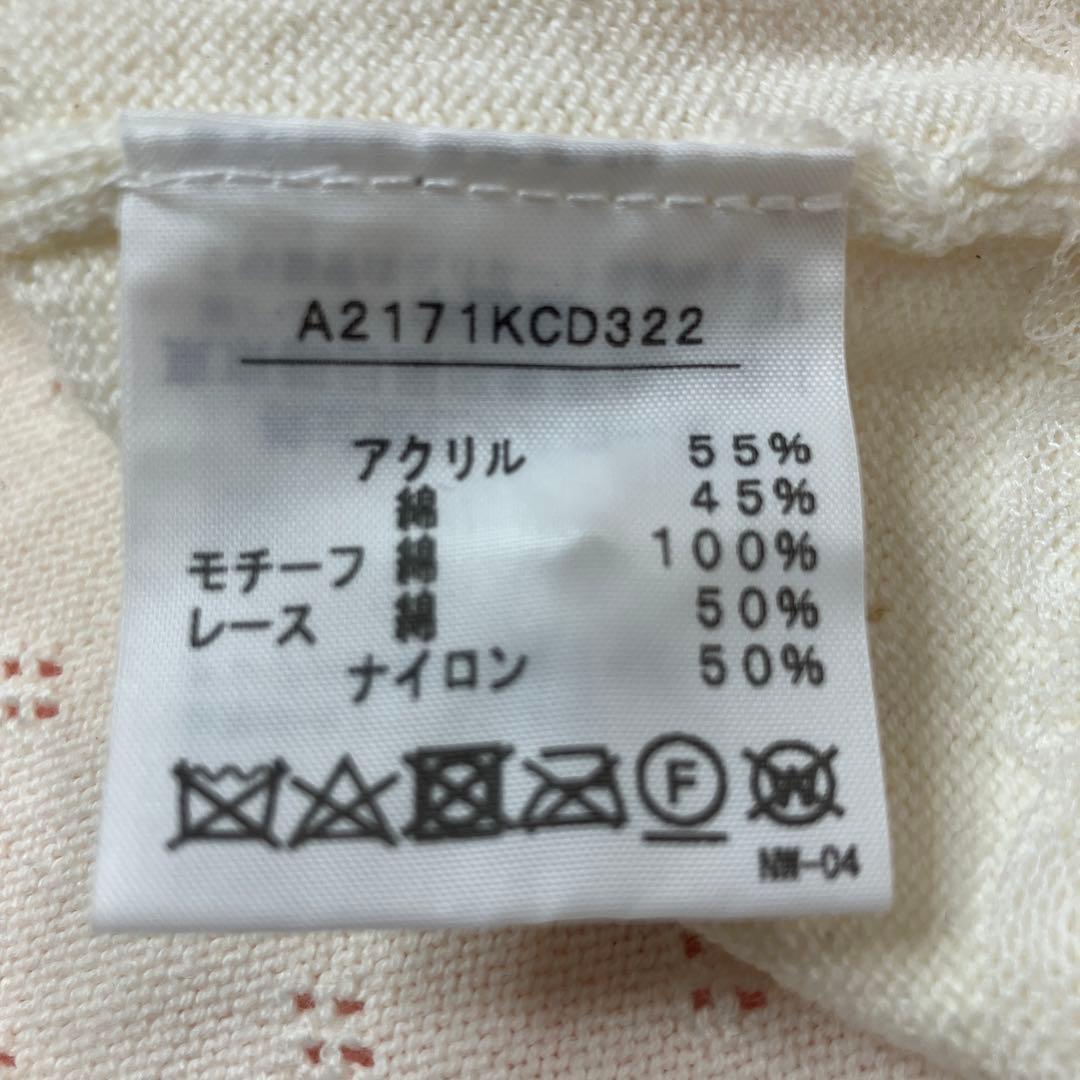 A2171KCD322
アクリル 55%
綿 45%
モチーフ 綿 100%
レース 綿 50%
ナイロン 50%
F W
NW-04